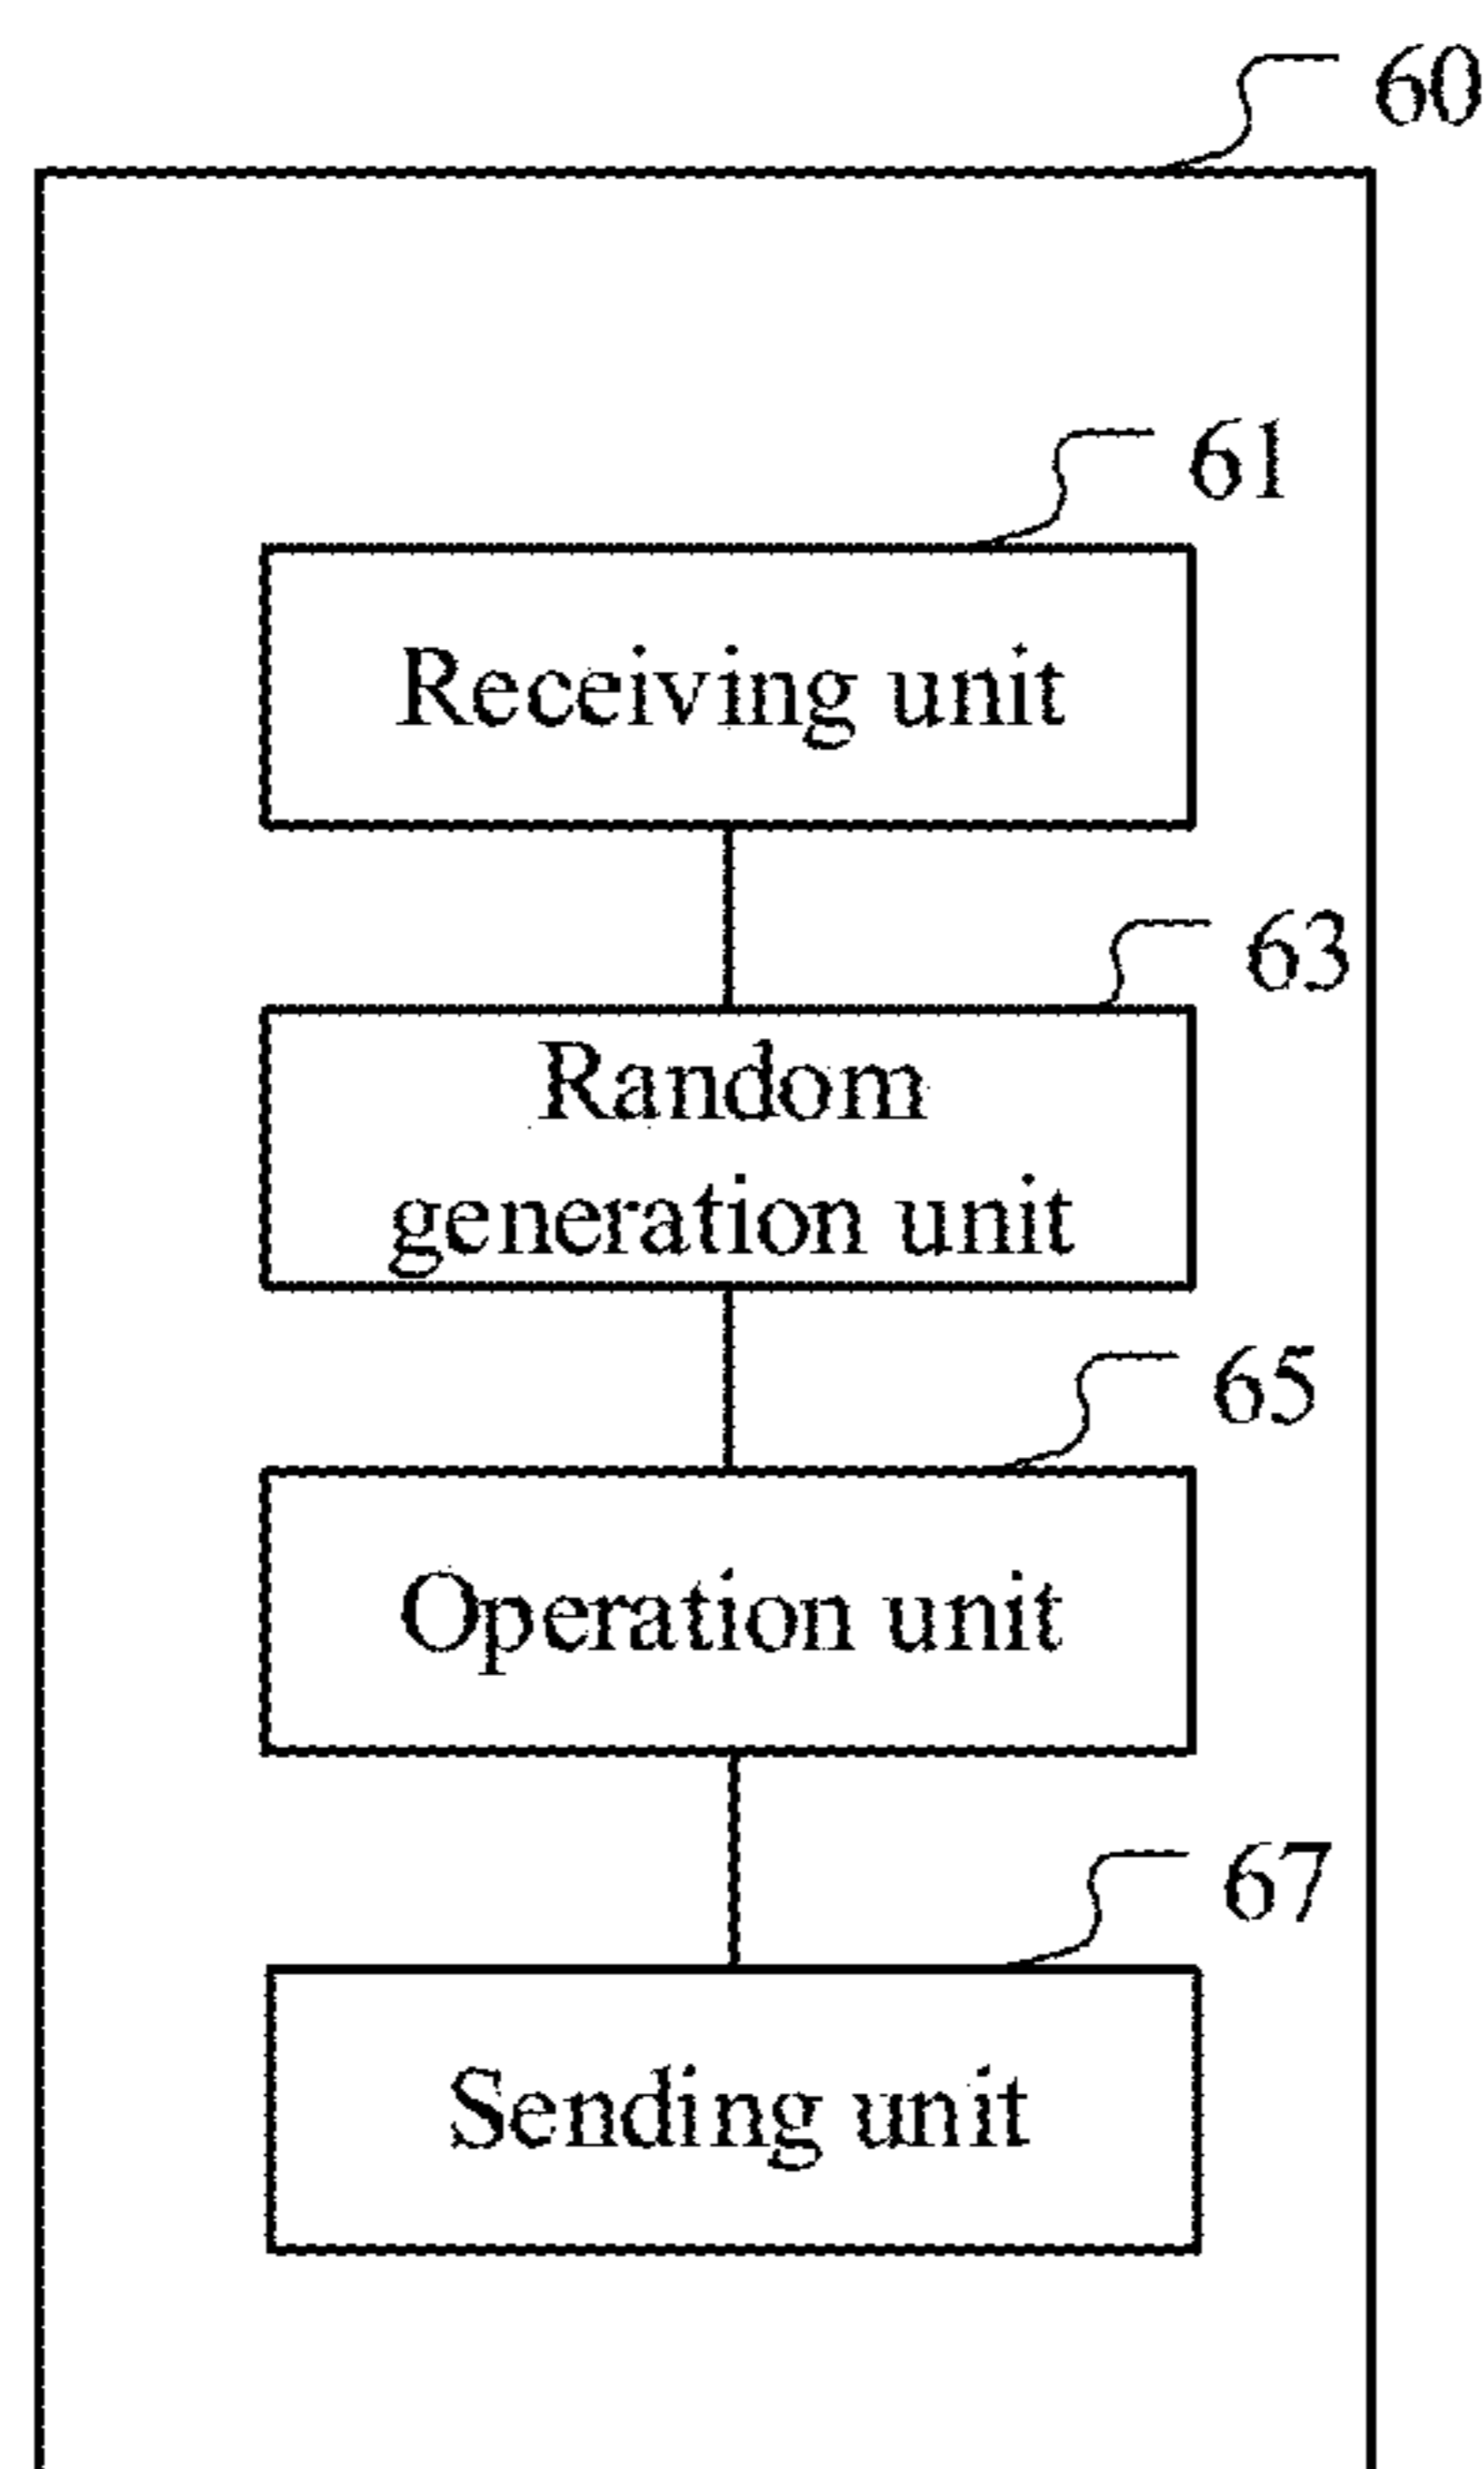 60
61
Receiving unit
63
Random
generation unit
65
Operation unit
67
Sending unit